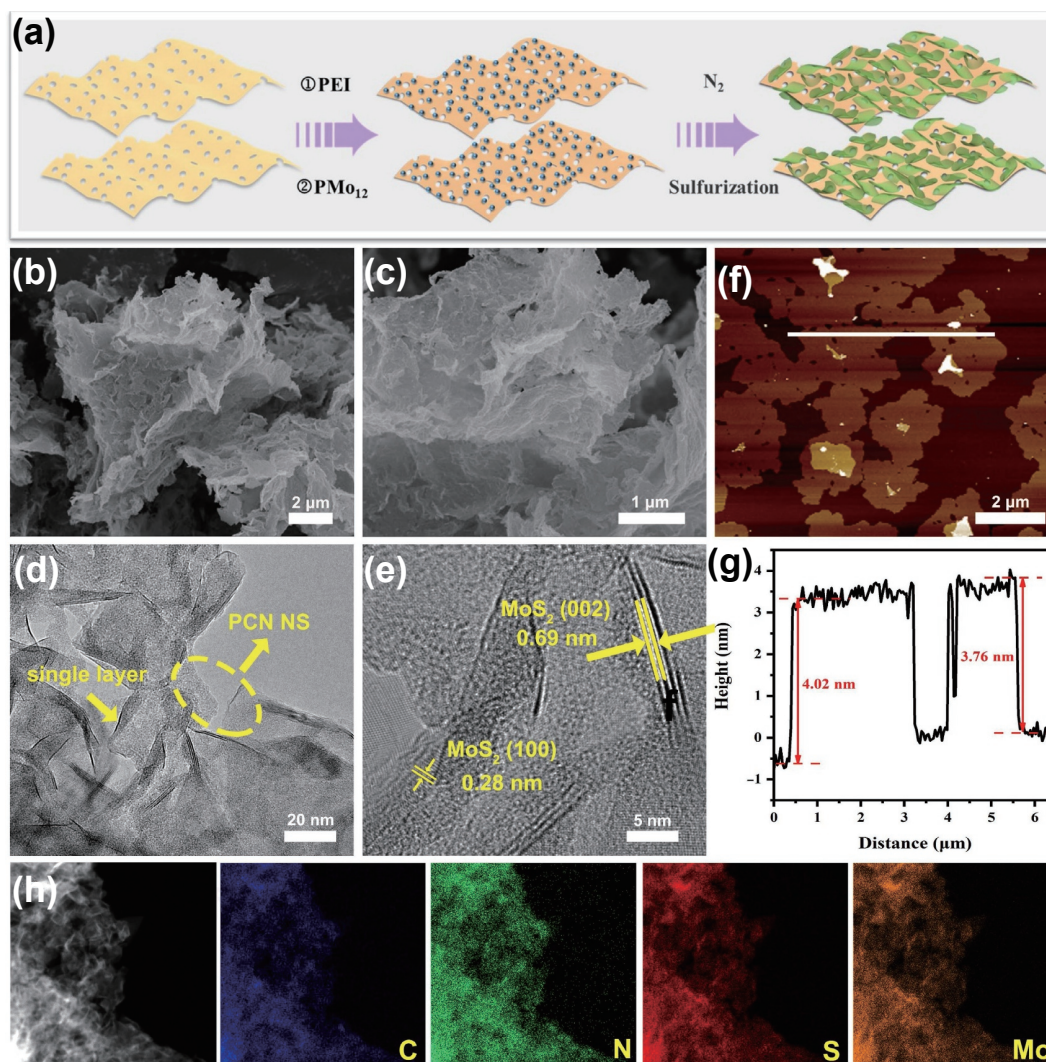 (a)
①PEI
②PMo₁₂
N₂
Sulfurization
(b)
2 μm
(c)
1 μm
(f)
2 μm
(d)
single layer
PCN NS
20 nm
(e)
MoS₂ (002)
0.69 nm
MoS₂ (100)
0.28 nm
5 nm
(g)
4
3
2
1
0
-1
Height (nm)
4.02 nm
3.76 nm
0 1 2 3 4 5 6
Distance (μm)
(h)
C
N
S
Mo